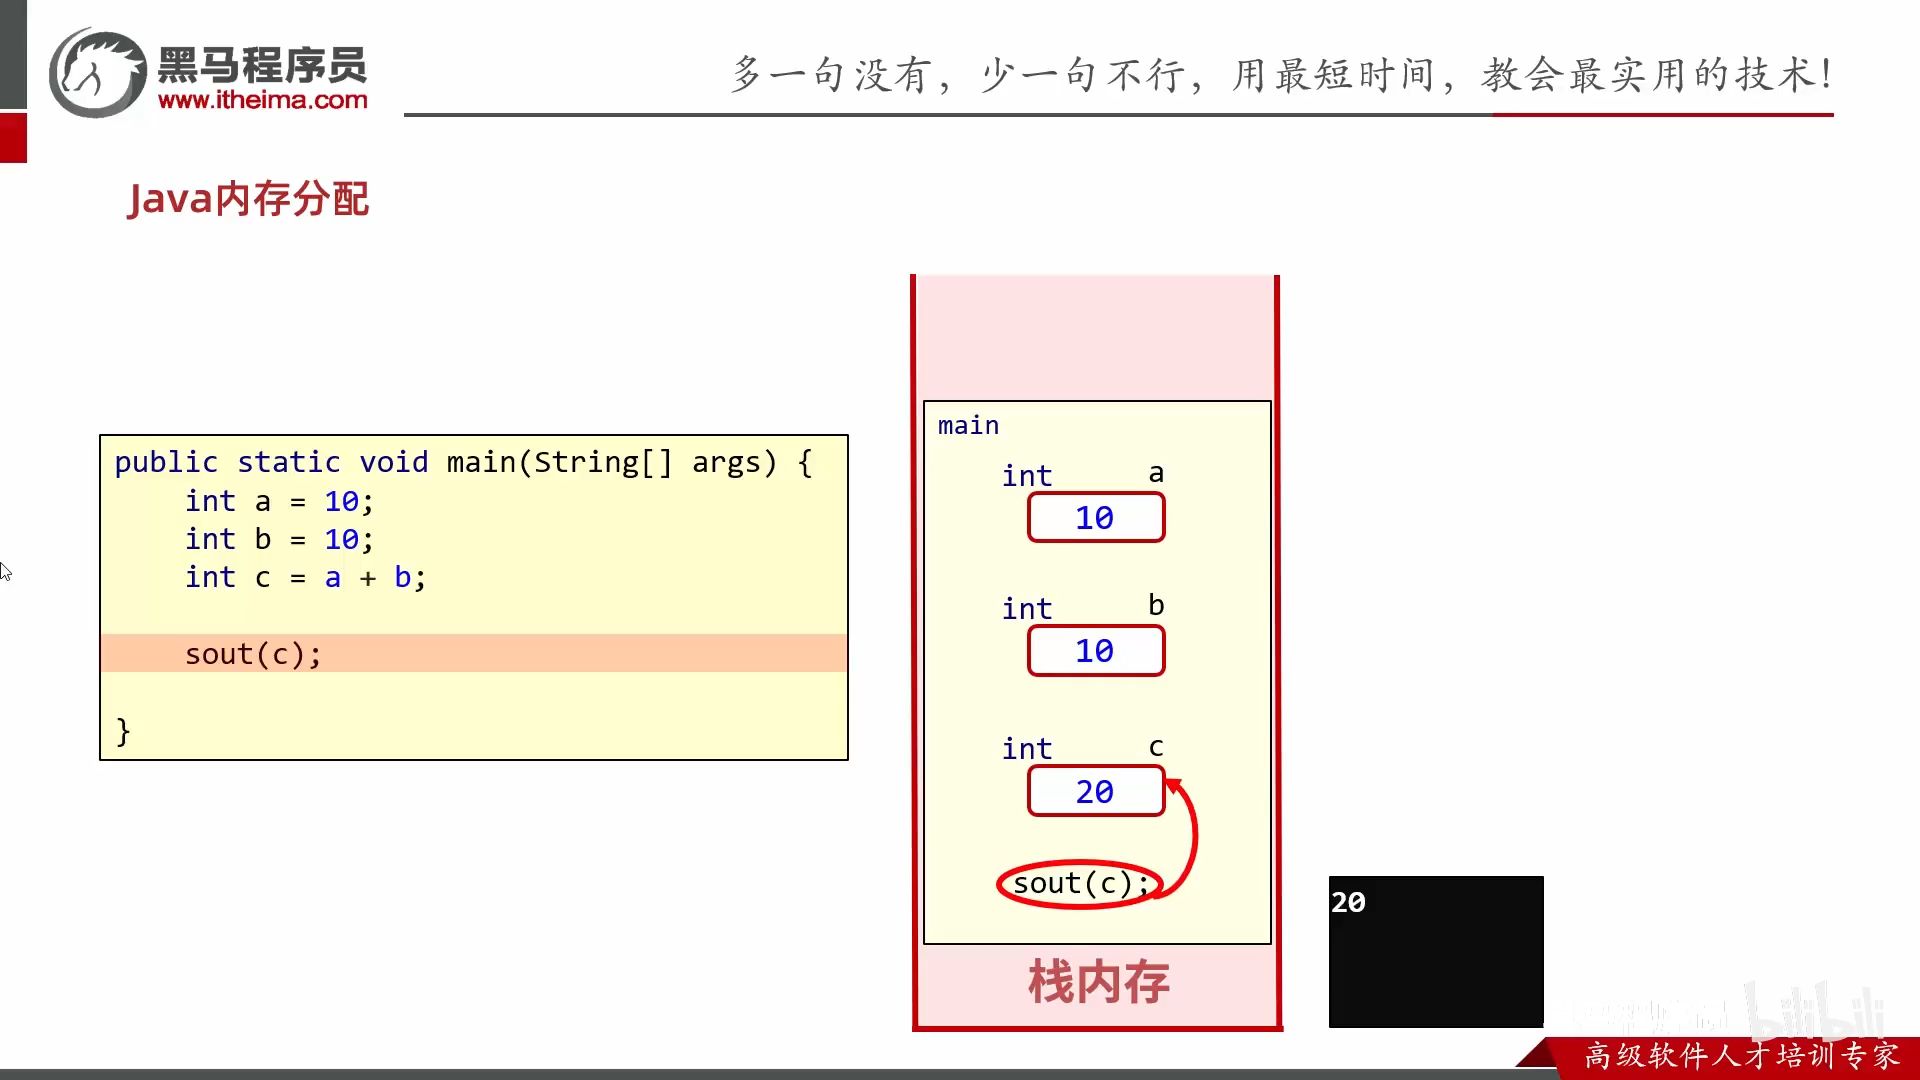 黑马程序员
www.itheima.com
多一句没有，少一句不行，用最短时间，教会最实用的技术！
Java内存分配
public static void main(String[] args) {
int a = 10;
int b = 10;
int c = a + b;
sout(c);
}
main
int a
10
int b
10
int c
20
sout(c);
栈内存
20
bilibili
高级软件人才培训专家